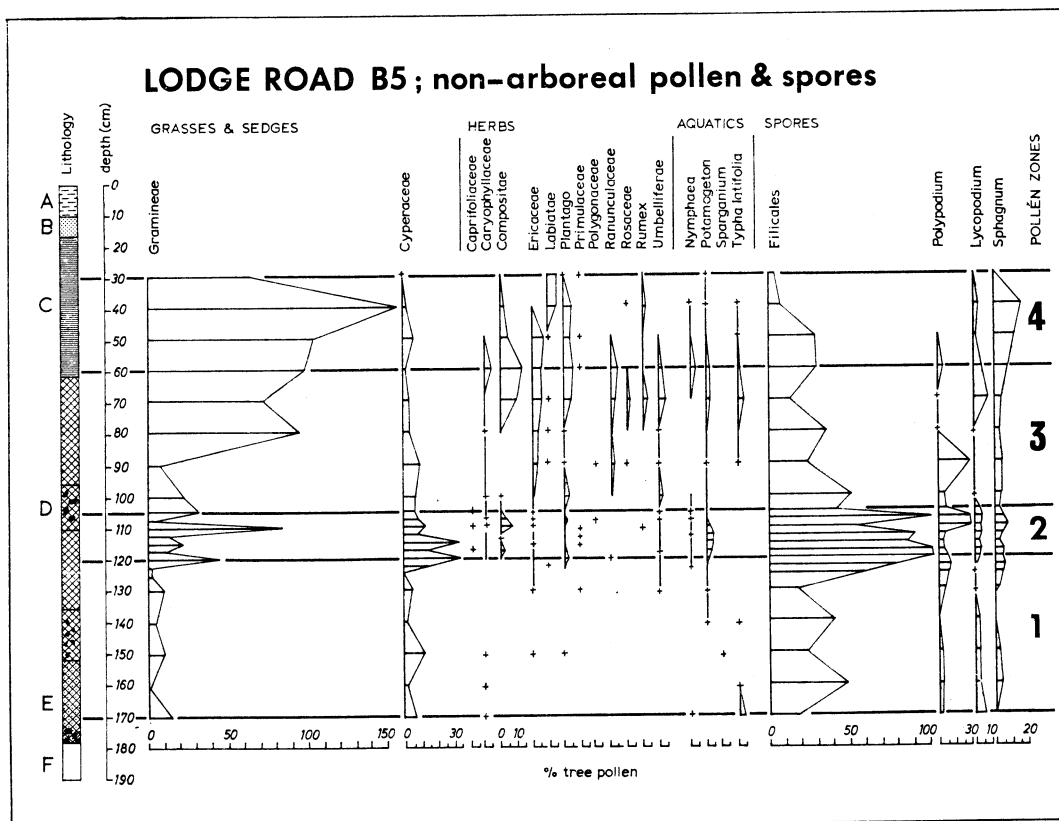 LODGE ROAD B5 ; non-arboreal pollen & spores
GRASSES & SEDGES
HERBS
AQUATICS
SPORES
Lithology
depth (cm)
Gramineae
Cyperaceae
Caprifoliaceae
Caryophyllaceae
Compositae
Ericaceae
Labiatae
Plantago
Primulaceae
Polygonaceae
Ranunculaceae
Rosaceae
Rumex
Umbelliferae
Nymphaea
Potamogeton
Sparganium
Typha latifolia
Filicales
Polypodium
Lycopodium
Sphagnum
POLLÉN ZONES
A
B
C
D
E
F
0
10
20
30
40
50
60
70
80
90
100
110
120
130
140
150
160
170
180
190
4
3
2
1
0 50 100 150
0 30
0 10
0 50 100
30
10 20
% tree pollen